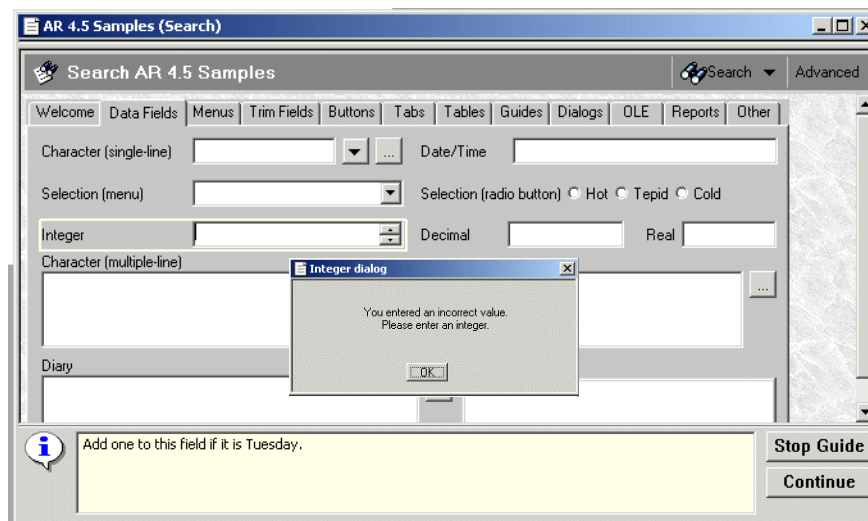 AR 4.5 Samples (Search)
Search AR 4.5 Samples
Search
Advanced
Welcome Data Fields Menus Trim Fields Buttons Tabs Tables Guides Dialogs OLE Reports Other
Character (single-line) ... Date/Time
Selection (menu) Selection (radio button) Hot Tepid Cold
Integer Decimal Real
Character (multiple-line)
...
Integer dialog
You entered an incorrect value.
Please enter an integer.
OK
Diary
Add one to this field if it is Tuesday.
Stop Guide
Continue